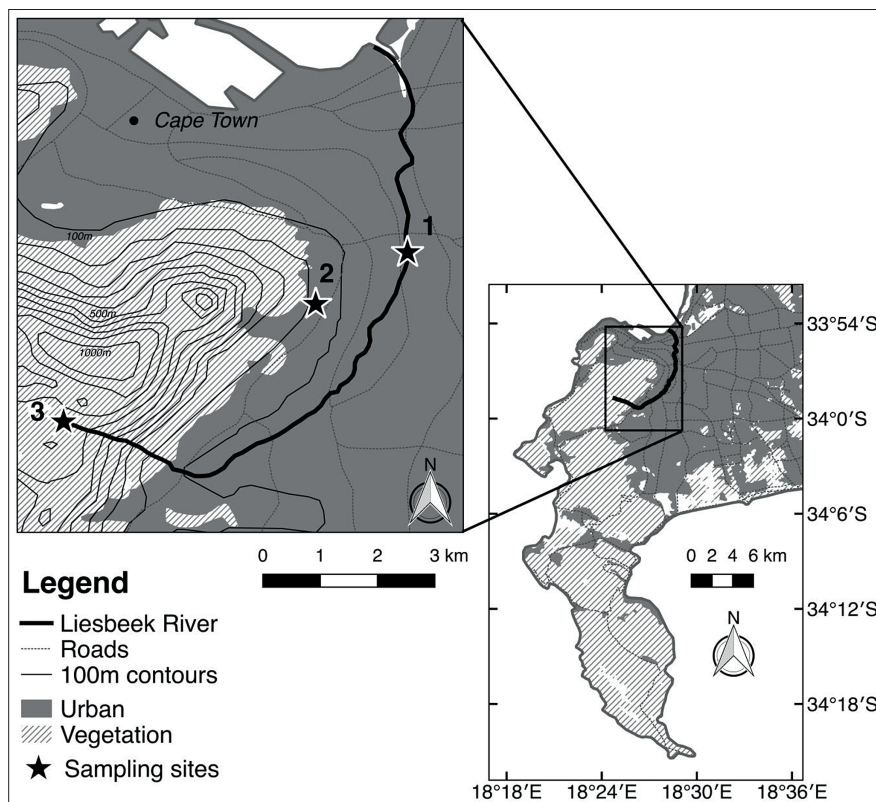 Cape Town
1
100m
2
500m
1000m
3
N
0 1 2 3 km
Legend
Liesbeek River
Roads
100m contours
Urban
Vegetation
Sampling sites
33°54′S
34°0′S
34°6′S
0 2 4 6 km
34°12′S
N
34°18′S
18°18′E 18°24′E 18°30′E 18°36′E